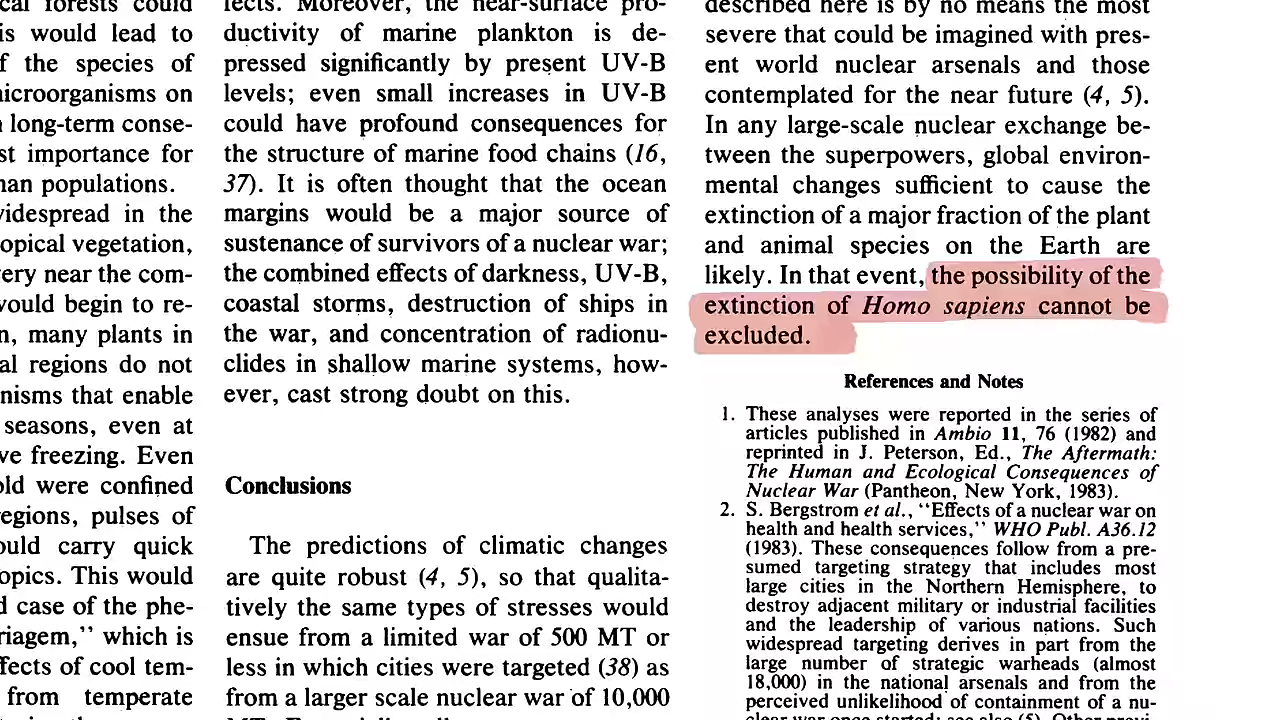 cal forests could
is would lead to
f the species of
microorganisms on
long-term conse-
st importance for
man populations.
widespread in the
opical vegetation,
ery near the com-
would begin to re-
n, many plants in
al regions do not
nisms that enable
seasons, even at
ve freezing. Even
old were confined
regions, pulses of
ould carry quick
opics. This would
d case of the phe-
riagem," which is
ffects of cool tem-
from temperate
fects. Moreover, the near-surface pro-
ductivity of marine plankton is de-
pressed significantly by present UV-B
levels; even small increases in UV-B
could have profound consequences for
the structure of marine food chains (16,
37). It is often thought that the ocean
margins would be a major source of
sustenance of survivors of a nuclear war;
the combined effects of darkness, UV-B,
coastal storms, destruction of ships in
the war, and concentration of radionu-
clides in shallow marine systems, how-
ever, cast strong doubt on this.
Conclusions
The predictions of climatic changes
are quite robust (4, 5), so that qualita-
tively the same types of stresses would
ensue from a limited war of 500 MT or
less in which cities were targeted (38) as
from a larger scale nuclear war of 10,000
described here is by no means the most
severe that could be imagined with pres-
ent world nuclear arsenals and those
contemplated for the near future (4, 5).
In any large-scale nuclear exchange be-
tween the superpowers, global environ-
mental changes sufficient to cause the
extinction of a major fraction of the plant
and animal species on the Earth are
likely. In that event, the possibility of the
extinction of Homo sapiens cannot be
excluded.
References and Notes
1. These analyses were reported in the series of
articles published in Ambio 11, 76 (1982) and
reprinted in J. Peterson, Ed., The Aftermath:
The Human and Ecological Consequences of
Nuclear War (Pantheon, New York, 1983).
2. S. Bergstrom et al., "Effects of a nuclear war on
health and health services," WHO Publ. A36.12
(1983). These consequences follow from a pre-
sumed targeting strategy that includes most
large cities in the Northern Hemisphere, to
destroy adjacent military or industrial facilities
and the leadership of various nations. Such
widespread targeting derives in part from the
large number of strategic warheads (almost
18,000) in the national arsenals and from the
perceived unlikelihood of containment of a nu-
clear war once started; see also (5). Other previ-